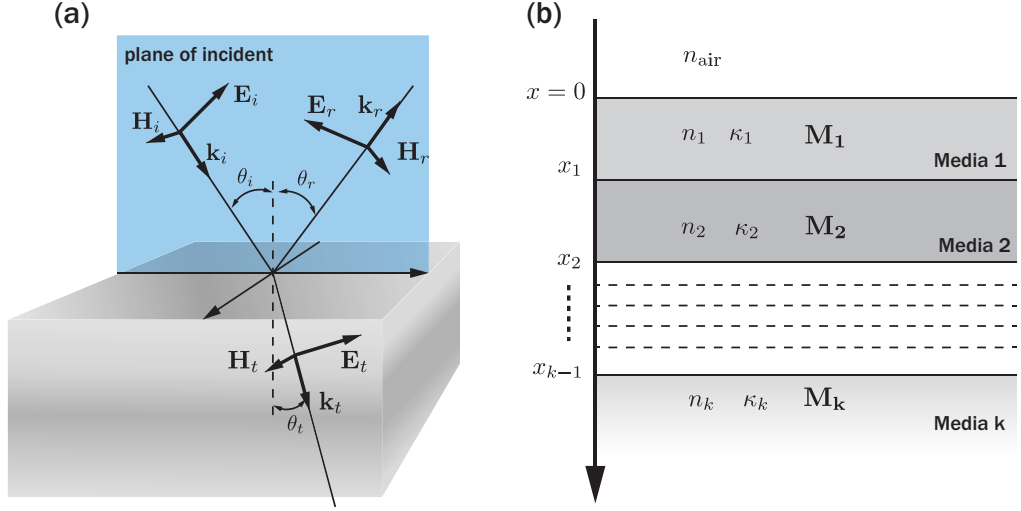 (a)
plane of incident
E_i
H_i
k_i
θ_i
θ_r
E_r
k_r
H_r
H_t
E_t
k_t
θ_t
(b)
n_air
x = 0
n_1 κ_1 M_1
Media 1
x_1
n_2 κ_2 M_2
Media 2
x_2
x_{k−1}
n_k κ_k M_k
Media k